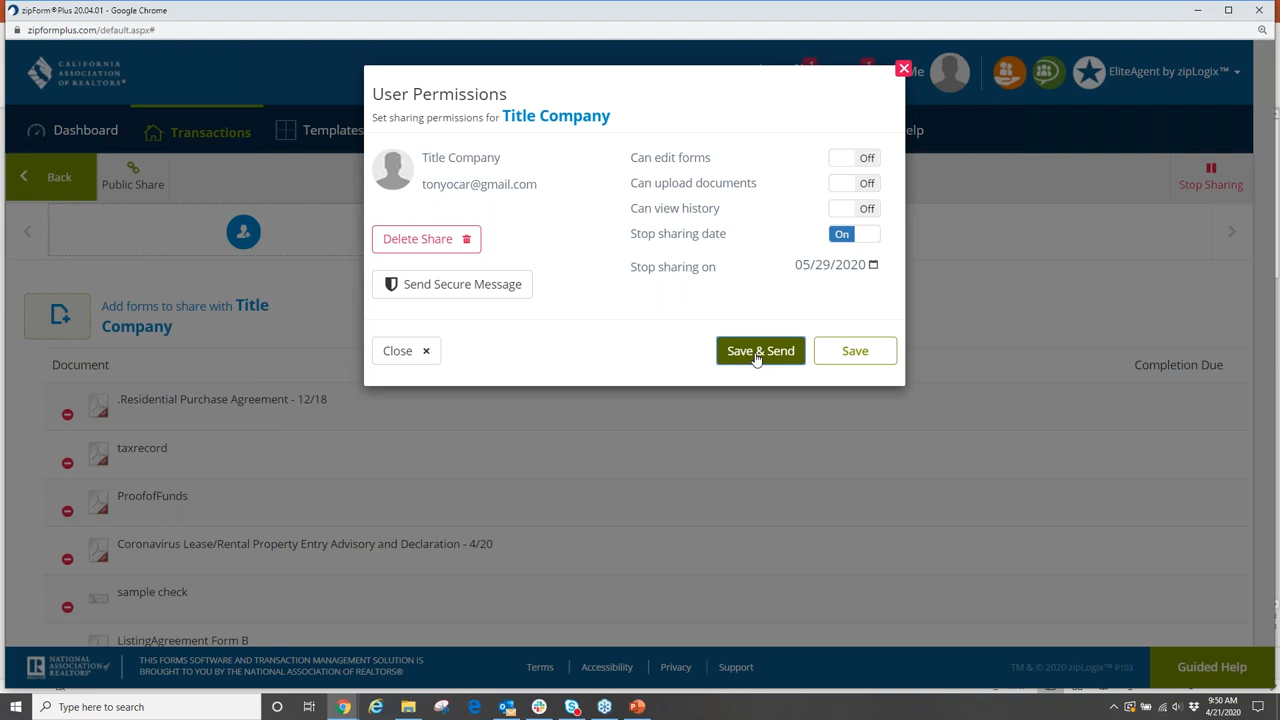 zipForm®Plus 20.04.01 - Google Chrome
zipformplus.com/default.aspx#
CALIFORNIA
ASSOCIATION
OF REALTORS®
Me
EliteAgent by zipLogix™
Dashboard
Transactions
Templates
elp
Back
Public Share
Stop Sharing
User Permissions
Set sharing permissions for Title Company
Title Company
tonyocar@gmail.com
Delete Share
Send Secure Message
Can edit forms
Off
Can upload documents
Off
Can view history
Off
Stop sharing date
On
Stop sharing on
05/29/2020
Close ×
Save & Send
Save
Add forms to share with Title
Company
Document
Completion Due
.Residential Purchase Agreement - 12/18
taxrecord
ProofofFunds
Coronavirus Lease/Rental Property Entry Advisory and Declaration - 4/20
sample check
ListingAgreement Form B
NATIONAL
ASSOCIATION of
REALTORS®
THIS FORMS SOFTWARE AND TRANSACTION MANAGEMENT SOLUTION IS
BROUGHT TO YOU BY THE NATIONAL ASSOCIATION OF REALTORS®
Terms
Accessibility
Privacy
Support
TM & © 2020 zipLogix™ P103
Guided Help
Type here to search
9:50 AM
4/21/2020